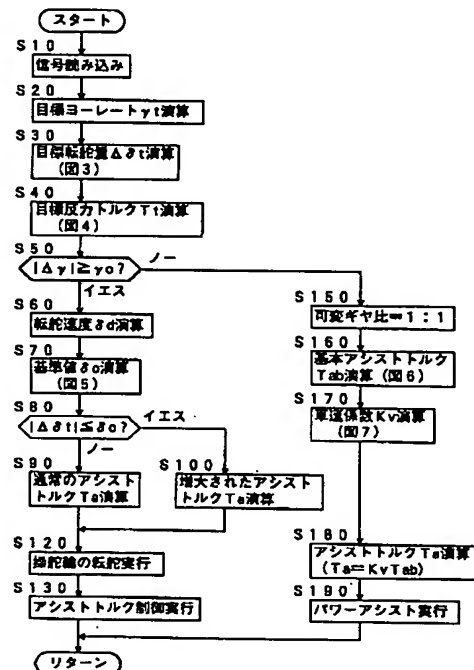 スタート
S10
信号読み込み
S20
目標ヨーレートγt演算
S30
目標転舵量Δδt演算
(図3)
S40
目標反力トルクTt演算
(図4)
S50
|Δγ|≧γo?
ノー
イエス
S60
転舵速度δd演算
S70
基準値δo演算
(図5)
S80
|Δδt|≦δo?
イエス
ノー
S90
通常のアシスト
トルクTa演算
S100
増大されたアシスト
トルクTa演算
S120
操舵輪の転舵実行
S130
アシストトルク制御実行
S150
可変ギヤ比=1:1
S160
基本アシストトルク
Tab演算(図6)
S170
車速係数Kv演算
(図7)
S180
アシストトルクTa演算
(Ta=KvTab)
S190
パワーアシスト実行
リターン